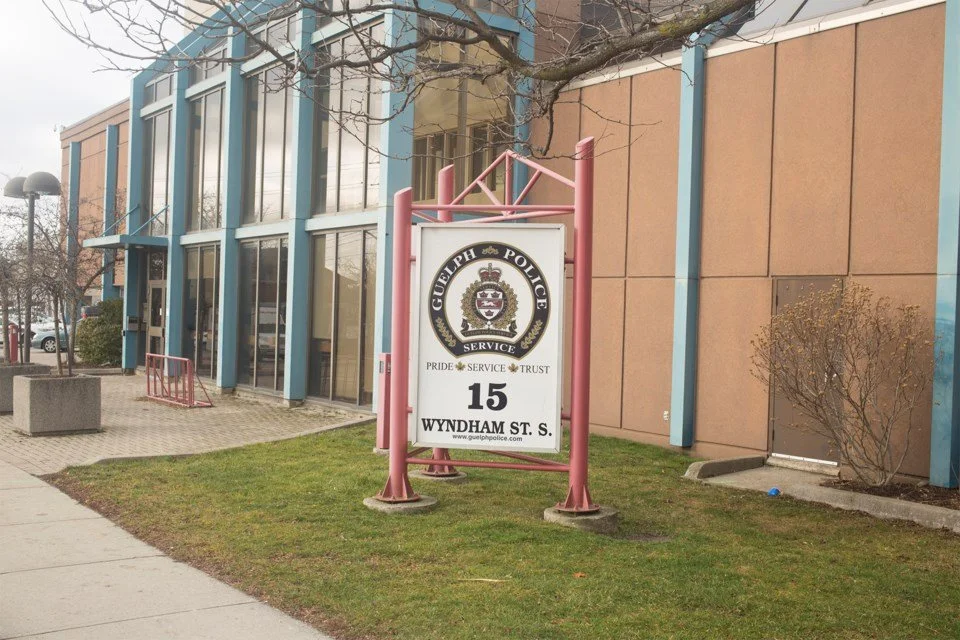 GUELPH POLICE
SERVICE
PRIDE SERVICE TRUST
15
WYNDHAM ST. S.
www.guelphpolice.com